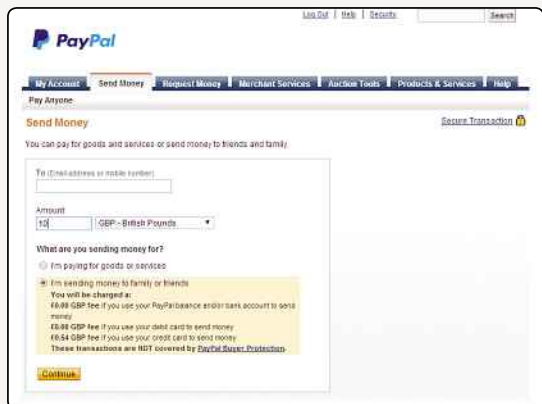 Log Out | Help | Security Search
PayPal
My Account Send Money Request Money Merchant Services Auction Tools Products & Services Help
Pay Anyone
Send Money Secure Transaction
You can pay for goods and services or send money to friends and family.
To (Email address or mobile number)
Amount
10 GBP - British Pounds
What are you sending money for?
I'm paying for goods or services
I'm sending money to family or friends
You will be charged a:
€0.00 GBP fee if you use your PayPal balance and/or bank account to send
money
€0.00 GBP fee if you use your debit card to send money
€0.54 GBP fee if you use your credit card to send money
These transactions are NOT covered by PayPal Buyer Protection.
Continue